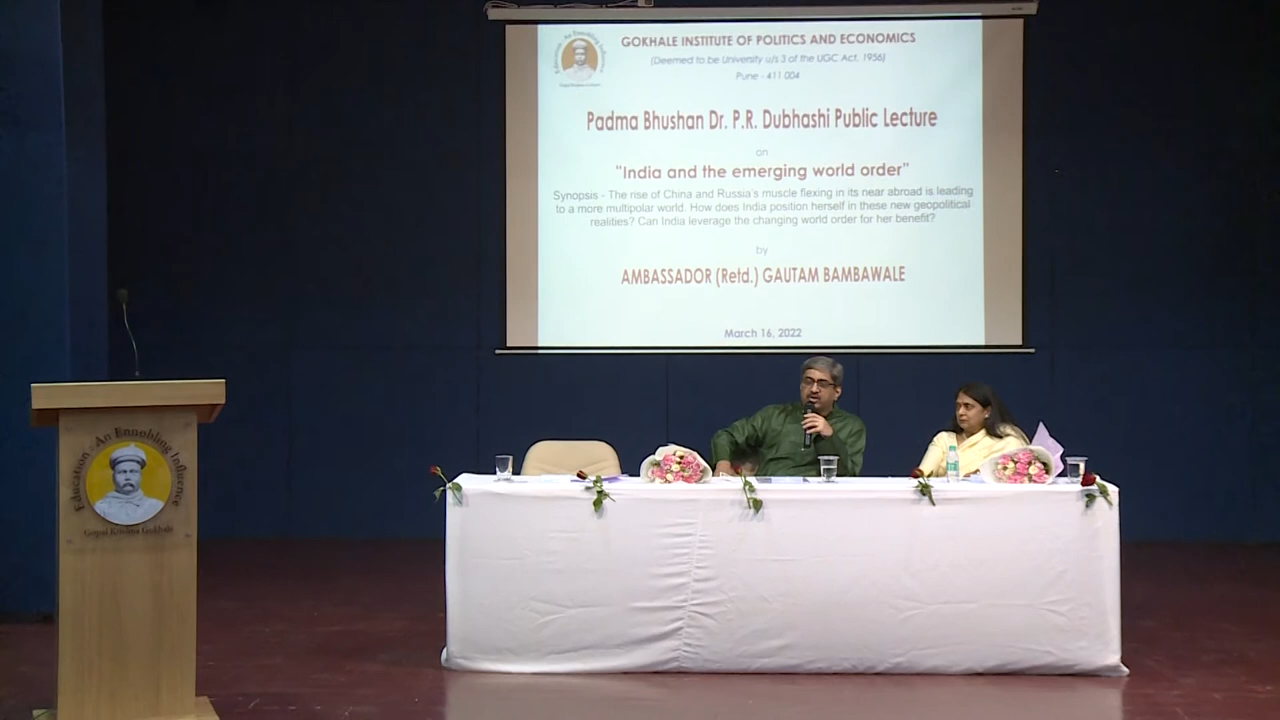 Education - An Ennobling Influence
GOKHALE INSTITUTE OF POLITICS AND ECONOMICS
(Deemed to be University u/s 3 of the UGC Act, 1956)
Pune - 411 004
Padma Bhushan Dr. P.R. Dubhashi Public Lecture
on
"India and the emerging world order"
Synopsis - The rise of China and Russia's muscle flexing in its near abroad is leading
to a more multipolar world. How does India position herself in these new geopolitical
realities? Can India leverage the changing world order for her benefit?
by
AMBASSADOR (Retd.) GAUTAM BAMBAWALE
March 16, 2022
Education - An Ennobling Influence
Gopal Krishna Gokhale